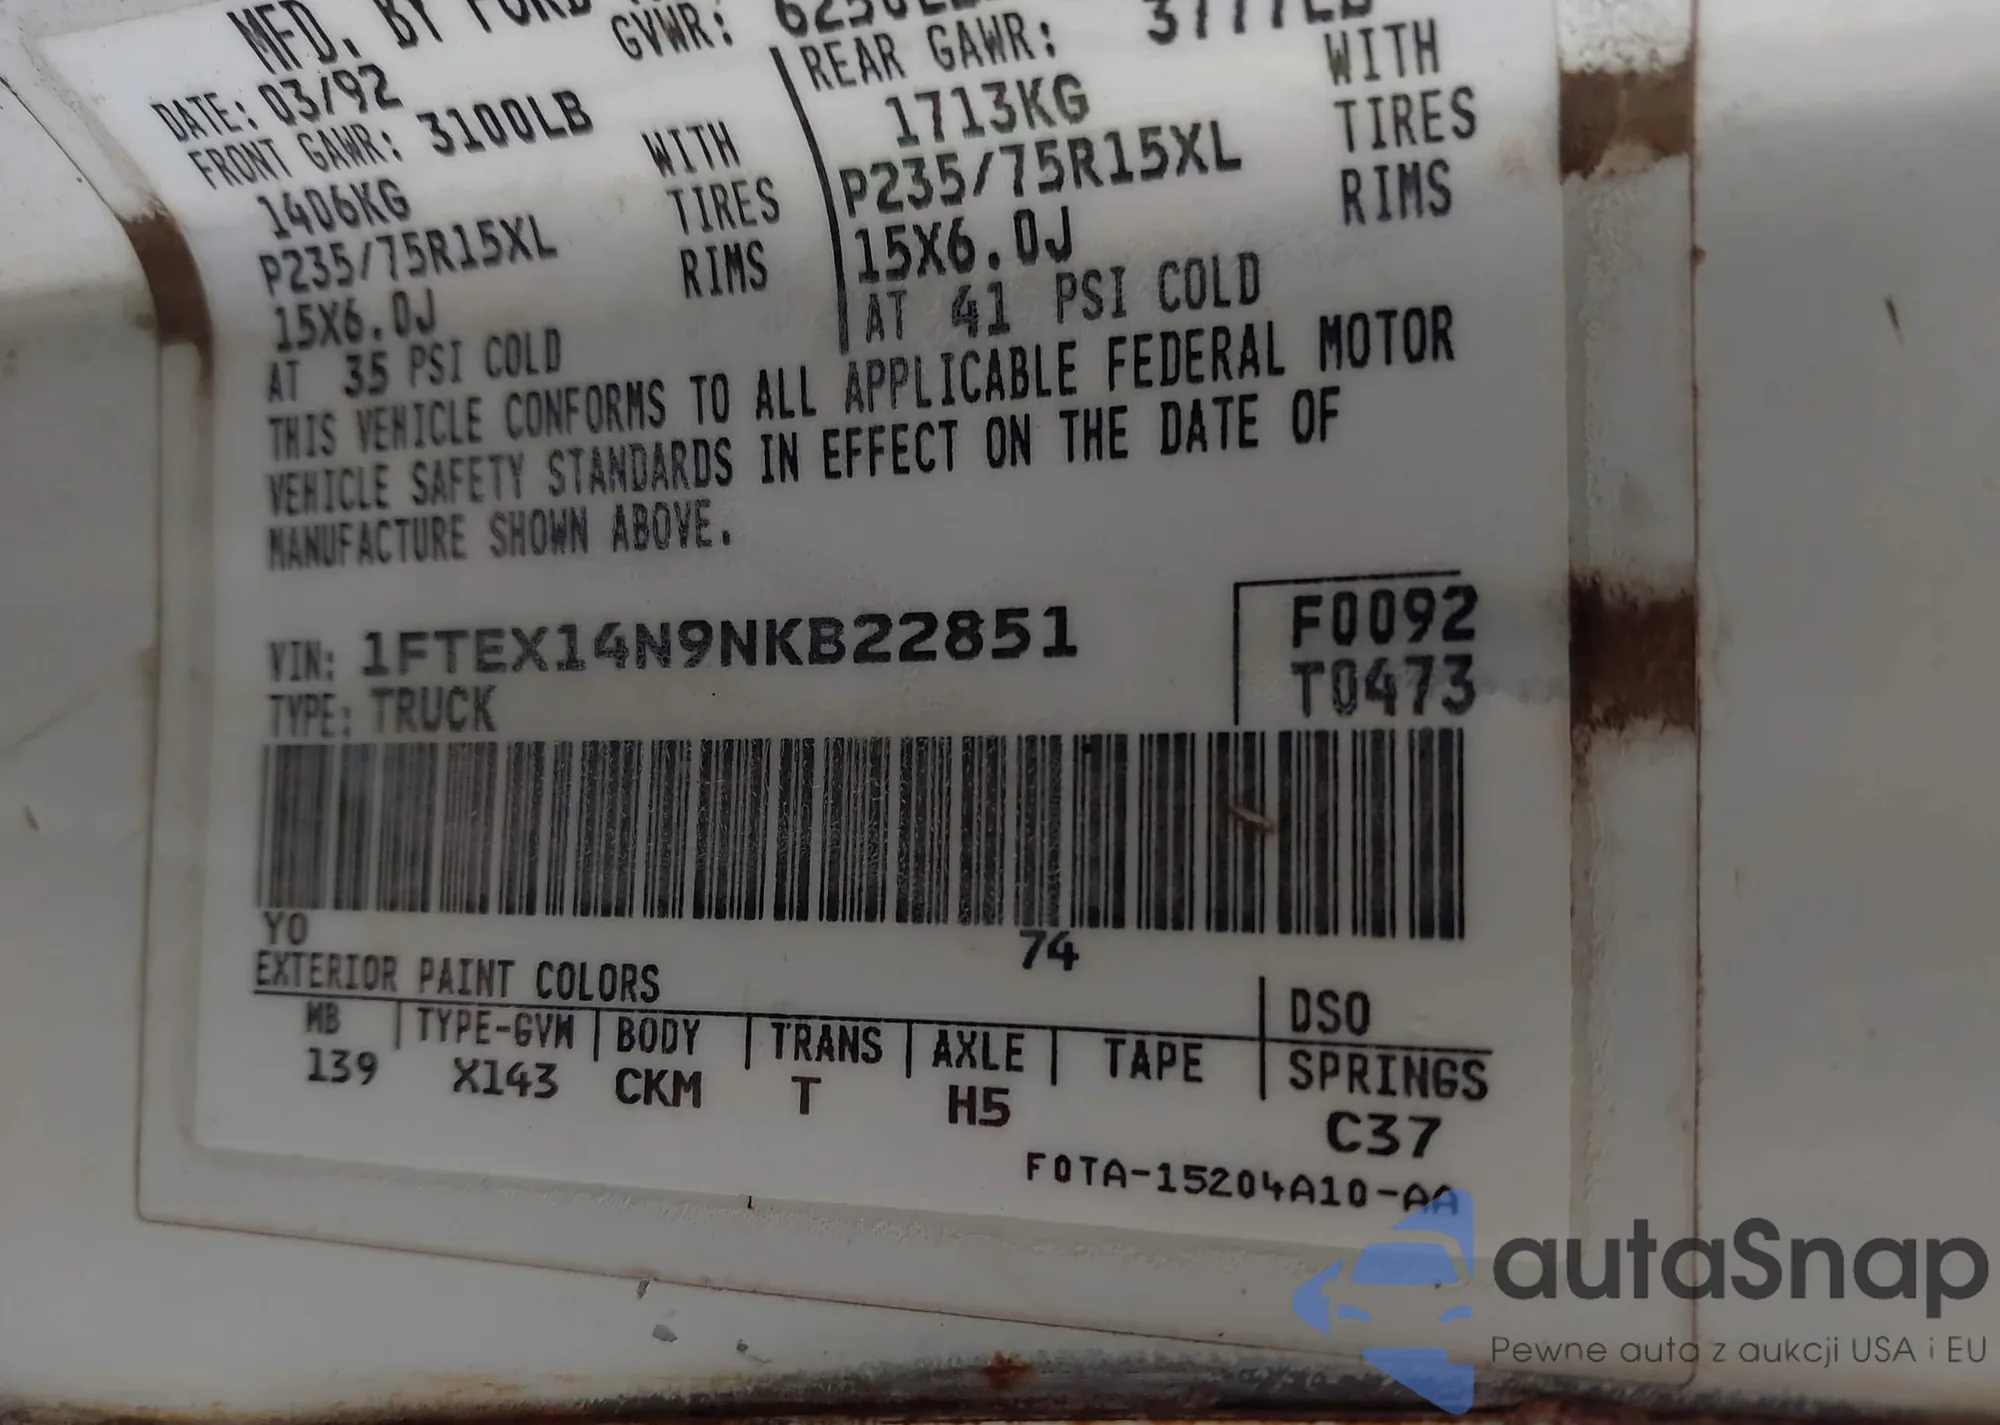 MFD. BY FORD
GVWR:
DATE: 03/92
FRONT GAWR: 3100LB
1406KG
WITH
P235/75R15XL
TIRES
15X6.0J
RIMS
AT 35 PSI COLD
REAR GAWR: 3777LB
1713KG
WITH
P235/75R15XL
TIRES
15X6.0J
RIMS
AT 41 PSI COLD
THIS VEHICLE CONFORMS TO ALL APPLICABLE FEDERAL MOTOR
VEHICLE SAFETY STANDARDS IN EFFECT ON THE DATE OF
MANUFACTURE SHOWN ABOVE.
VIN: 1FTEX14N9NKB22851
F0092
TYPE: TRUCK
T0473
YO
74
EXTERIOR PAINT COLORS
DSO
MB TYPE-GVW BODY TRANS AXLE TAPE SPRINGS
139 X143 CKM T H5 C37
F0TA-15204A10-AA
autaSnap
Pewne auta z aukcji USA i EU